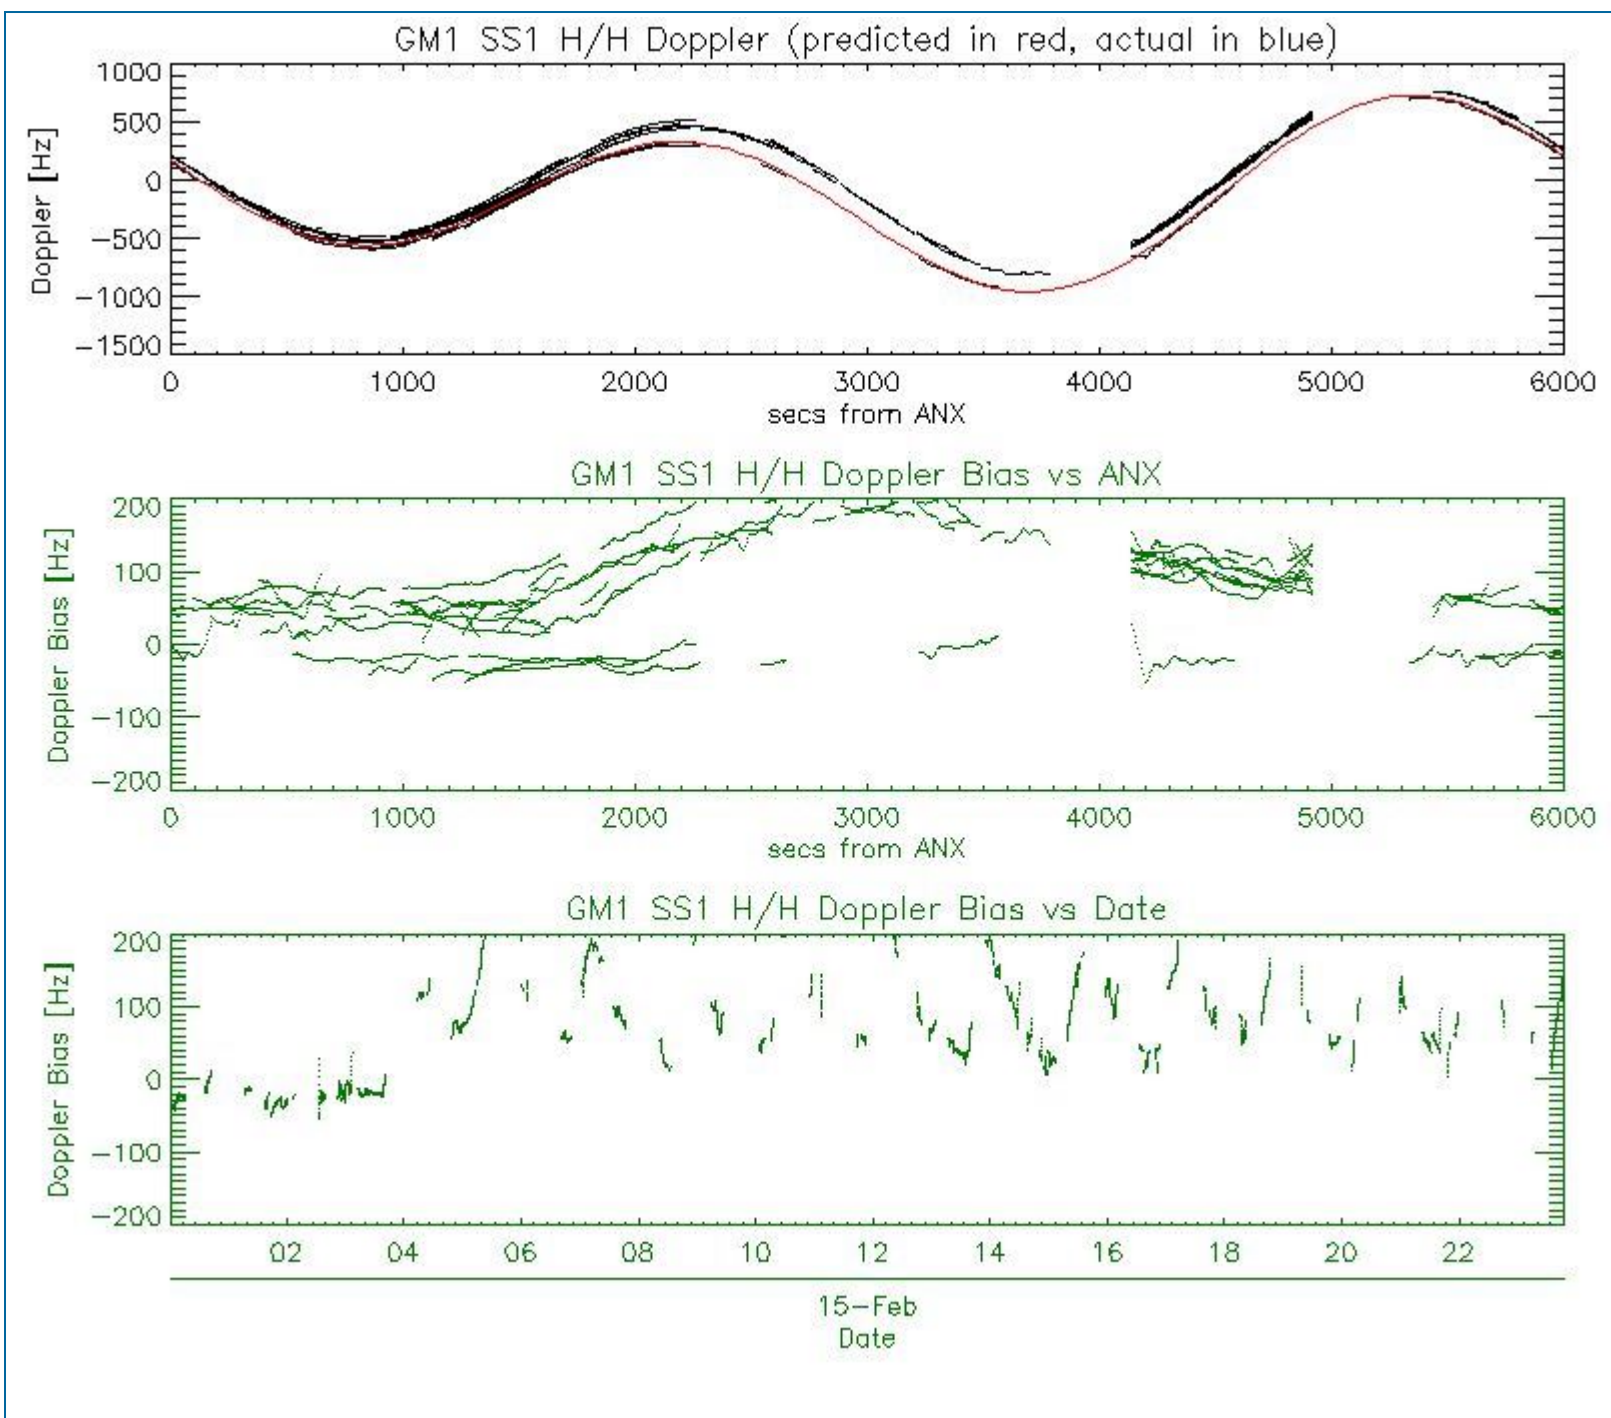 GM1 SS1 H/H Doppler (predicted in red, actual in blue)
Doppler [Hz]
1000
500
0
−500
−1000
−1500
0 1000 2000 3000 4000 5000 6000
secs from ANX
GM1 SS1 H/H Doppler Bias vs ANX
Doppler Bias [Hz]
200
100
0
−100
−200
0 1000 2000 3000 4000 5000 6000
secs from ANX
GM1 SS1 H/H Doppler Bias vs Date
Doppler Bias [Hz]
200
100
0
−100
−200
02 04 06 08 10 12 14 16 18 20 22
15−Feb
Date